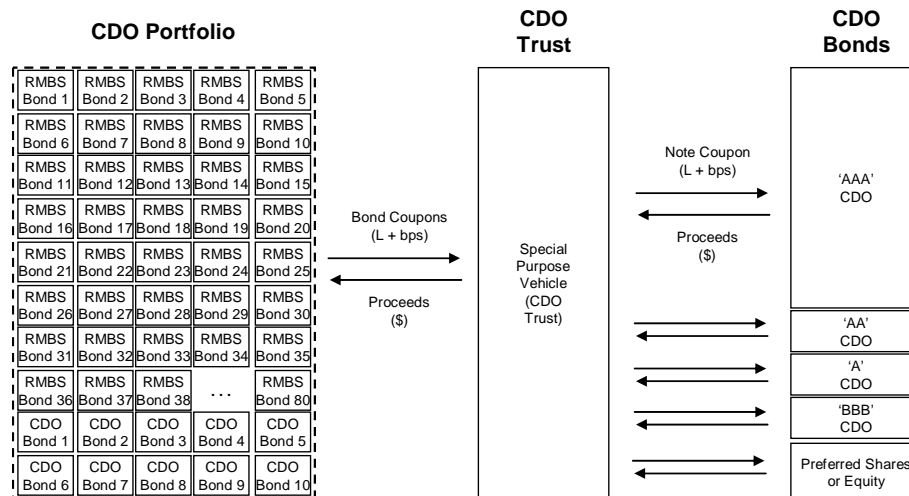 CDO Portfolio
CDO
Trust
CDO
Bonds
RMBS RMBS RMBS RMBS RMBS
Bond 1 Bond 2 Bond 3 Bond 4 Bond 5
RMBS RMBS RMBS RMBS RMBS
Bond 6 Bond 7 Bond 8 Bond 9 Bond 10
RMBS RMBS RMBS RMBS RMBS
Bond 11 Bond 12 Bond 13 Bond 14 Bond 15
RMBS RMBS RMBS RMBS RMBS
Bond 16 Bond 17 Bond 18 Bond 19 Bond 20
RMBS RMBS RMBS RMBS RMBS
Bond 21 Bond 22 Bond 23 Bond 24 Bond 25
RMBS RMBS RMBS RMBS RMBS
Bond 26 Bond 27 Bond 28 Bond 29 Bond 30
RMBS RMBS RMBS RMBS RMBS
Bond 31 Bond 32 Bond 33 Bond 34 Bond 35
RMBS RMBS RMBS ... RMBS
Bond 36 Bond 37 Bond 38 Bond 80
CDO CDO CDO CDO CDO
Bond 1 Bond 2 Bond 3 Bond 4 Bond 5
CDO CDO CDO CDO CDO
Bond 6 Bond 7 Bond 8 Bond 9 Bond 10
Bond Coupons
(L + bps)
Proceeds
($)
Special
Purpose
Vehicle
(CDO
Trust)
Note Coupon
(L + bps)
Proceeds
($)
'AAA'
CDO
'AA'
CDO
'A'
CDO
'BBB'
CDO
Preferred Shares
or Equity